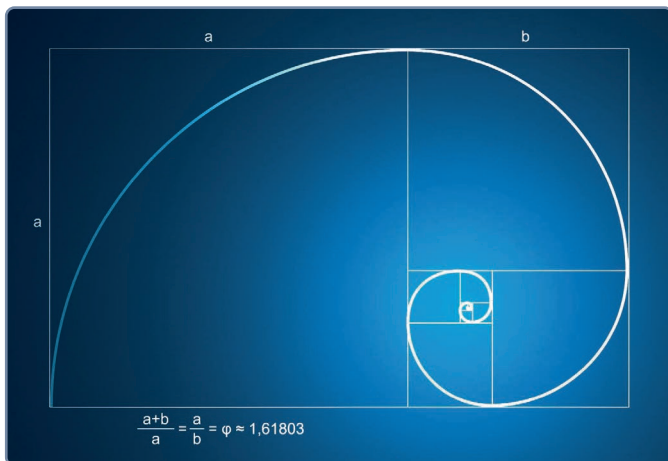 a b
a
a+b / a = a / b = φ ≈ 1,61803